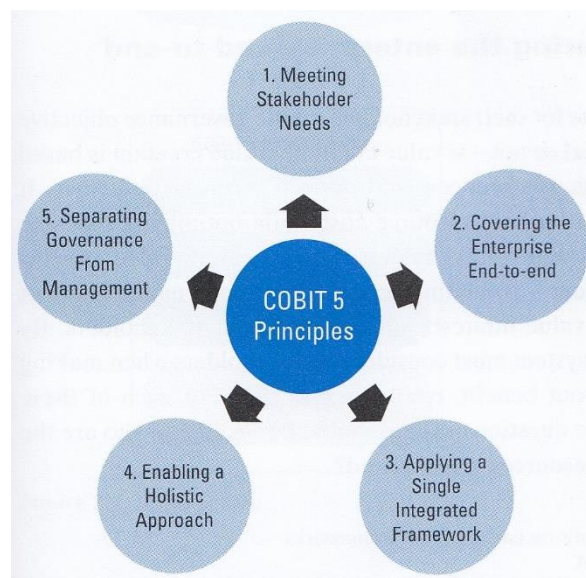 COBIT 5
Principles
1. Meeting
Stakeholder
Needs
2. Covering the
Enterprise
End-to-end
3. Applying a
Single
Integrated
Framework
4. Enabling a
Holistic
Approach
5. Separating
Governance
From
Management